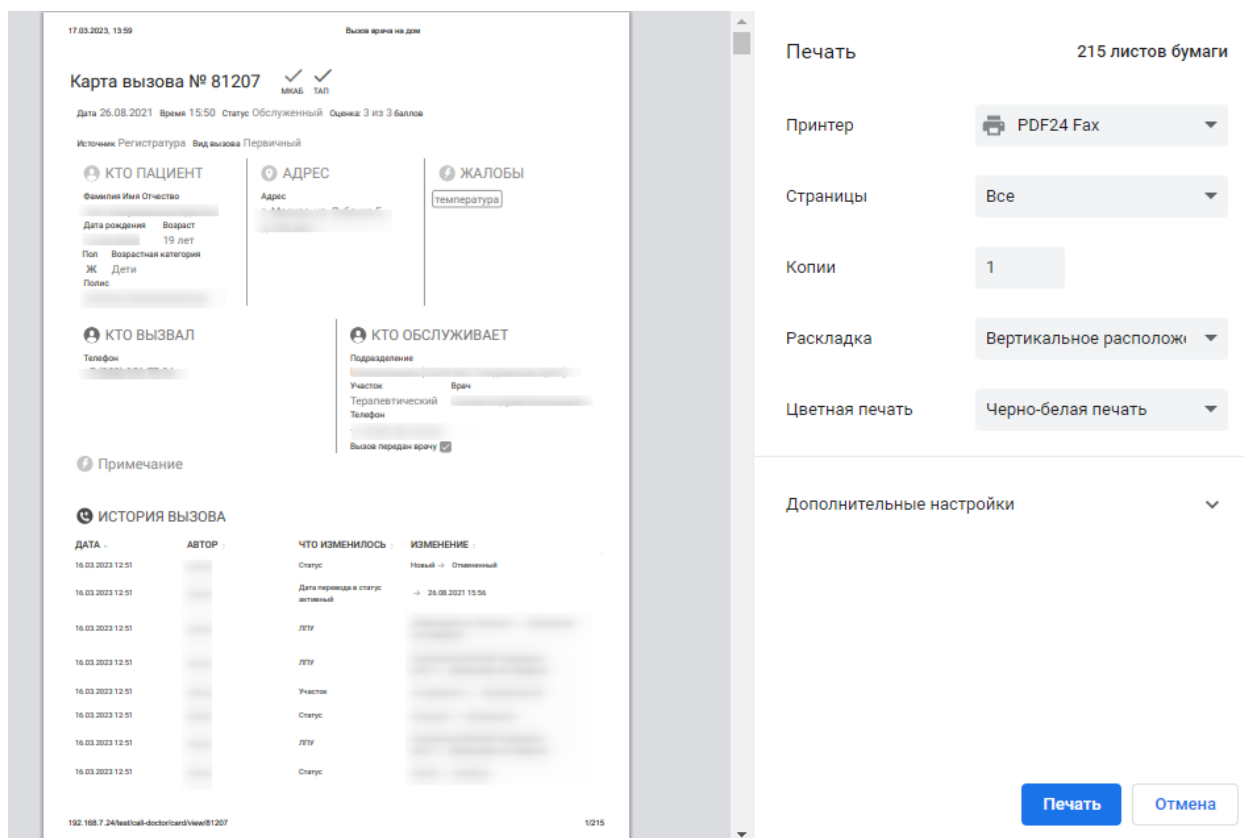 17.03.2023, 13:59 Вызов врача на дом
Карта вызова № 81207 МКАБ ТАП
Дата 26.08.2021 Время 15:50 Статус Обслуженный Оценка: 3 из 3 баллов
Источник Регистратура Вид вызова Первичный
КТО ПАЦИЕНТ
Фамилия Имя Отчество
Дата рождения Возраст
19 лет
Пол Возрастная категория
Ж Дети
Полис
АДРЕС
Адрес
ЖАЛОБЫ
температура
КТО ВЫЗВАЛ
Телефон
КТО ОБСЛУЖИВАЕТ
Подразделение
Участок Врач
Терапевтический
Телефон
Вызов передан врачу
Примечание
ИСТОРИЯ ВЫЗОВА
ДАТА АВТОР ЧТО ИЗМЕНИЛОСЬ ИЗМЕНЕНИЕ
16.03.2023 12:51 Статус Новый → Отмененный
16.03.2023 12:51 Дата перевода в статус активный → 26.08.2021 15:56
16.03.2023 12:51 ЛПУ
16.03.2023 12:51 ЛПУ
16.03.2023 12:51 Участок
16.03.2023 12:51 Статус
16.03.2023 12:51 ЛПУ
16.03.2023 12:51 Статус
192.168.7.24/test/call-doctor/card/view/81207 1/215
Печать 215 листов бумаги
Принтер PDF24 Fax
Страницы Все
Копии 1
Раскладка Вертикальное располож
Цветная печать Черно-белая печать
Дополнительные настройки
Печать Отмена